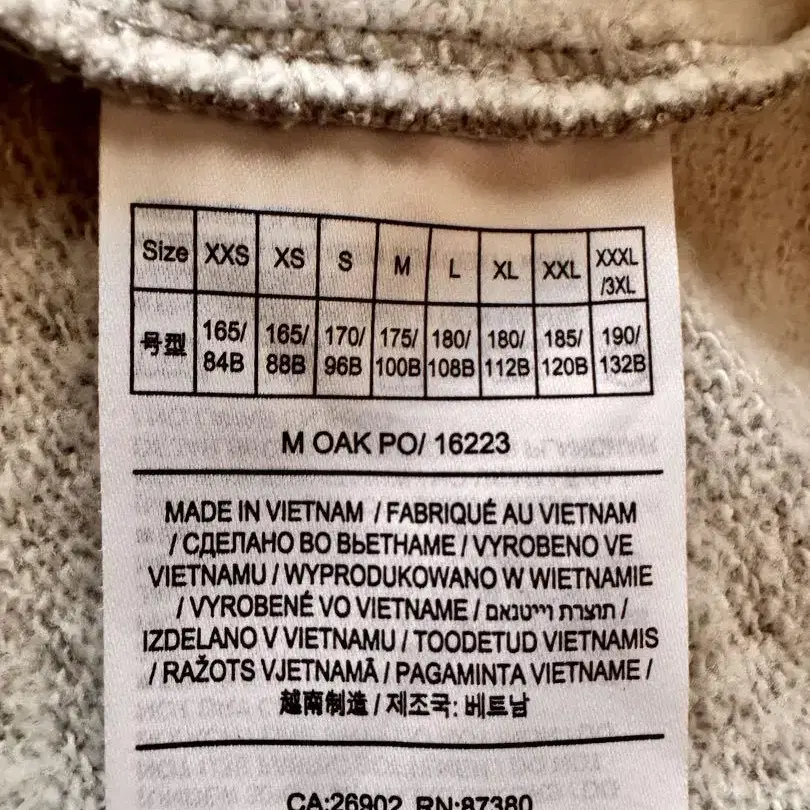 Size XXS XS S M L XL XXL XXXL/3XL
号型 165/84B 165/88B 170/96B 175/100B 180/108B 180/112B 185/120B 190/132B
M OAK PO/ 16223
MADE IN VIETNAM / FABRIQUÉ AU VIETNAM
/ СДЕЛАНО ВО ВЬЕТНАМЕ / VYROBENO VE
VIETNAMU / WYPRODUKOWANO W WIETNAMIE
/ VYROBENÉ VO VIETNAME / תוצרת וייטנאם /
IZDELANO V VIETNAMU / TOODETUD VIETNAMIS
/ RAŽOTS VJETNAMĀ / PAGAMINTA VIETNAME /
越南制造 / 제조국: 베트남
CA:26902 RN:87380